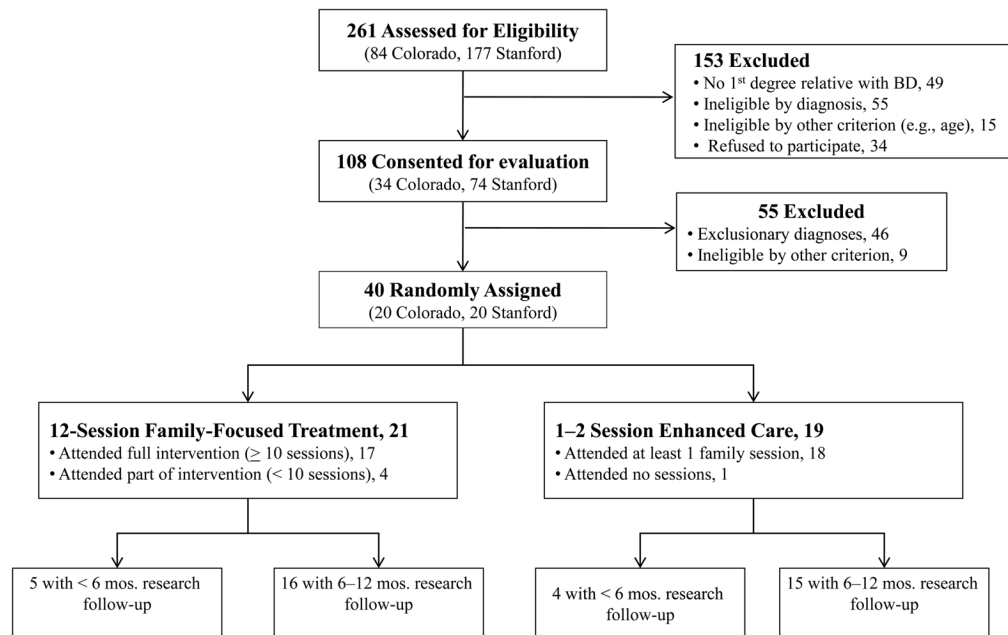 261 Assessed for Eligibility
(84 Colorado, 177 Stanford)
153 Excluded
• No 1st degree relative with BD, 49
• Ineligible by diagnosis, 55
• Ineligible by other criterion (e.g., age), 15
• Refused to participate, 34
108 Consented for evaluation
(34 Colorado, 74 Stanford)
55 Excluded
• Exclusionary diagnoses, 46
• Ineligible by other criterion, 9
40 Randomly Assigned
(20 Colorado, 20 Stanford)
12-Session Family-Focused Treatment, 21
• Attended full intervention (≥ 10 sessions), 17
• Attended part of intervention (< 10 sessions), 4
1–2 Session Enhanced Care, 19
• Attended at least 1 family session, 18
• Attended no sessions, 1
5 with < 6 mos. research
follow-up
16 with 6–12 mos. research
follow-up
4 with < 6 mos. research
follow-up
15 with 6–12 mos. research
follow-up